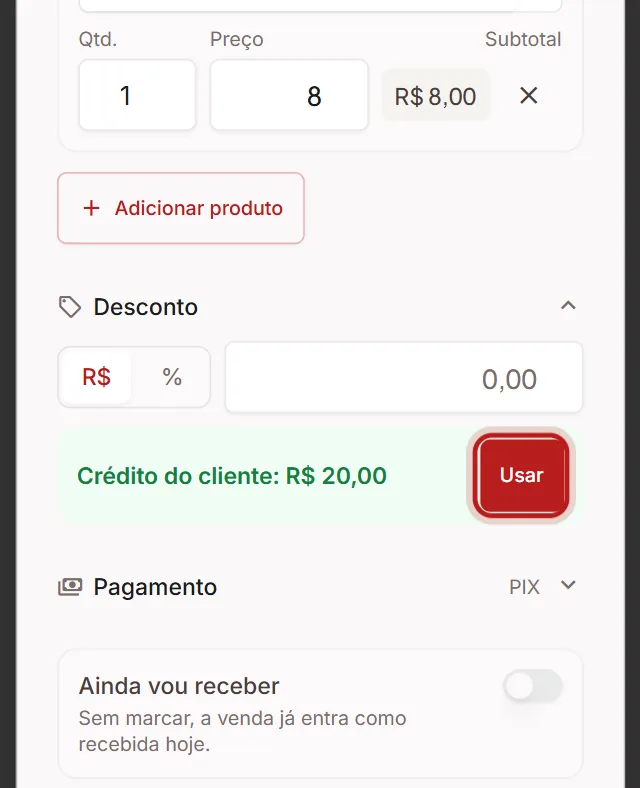 Qtd. Preço Subtotal
1 8 R$ 8,00
Adicionar produto
Desconto
R$ % 0,00
Crédito do cliente: R$ 20,00 Usar
Pagamento PIX
Ainda vou receber
Sem marcar, a venda já entra como
recebida hoje.